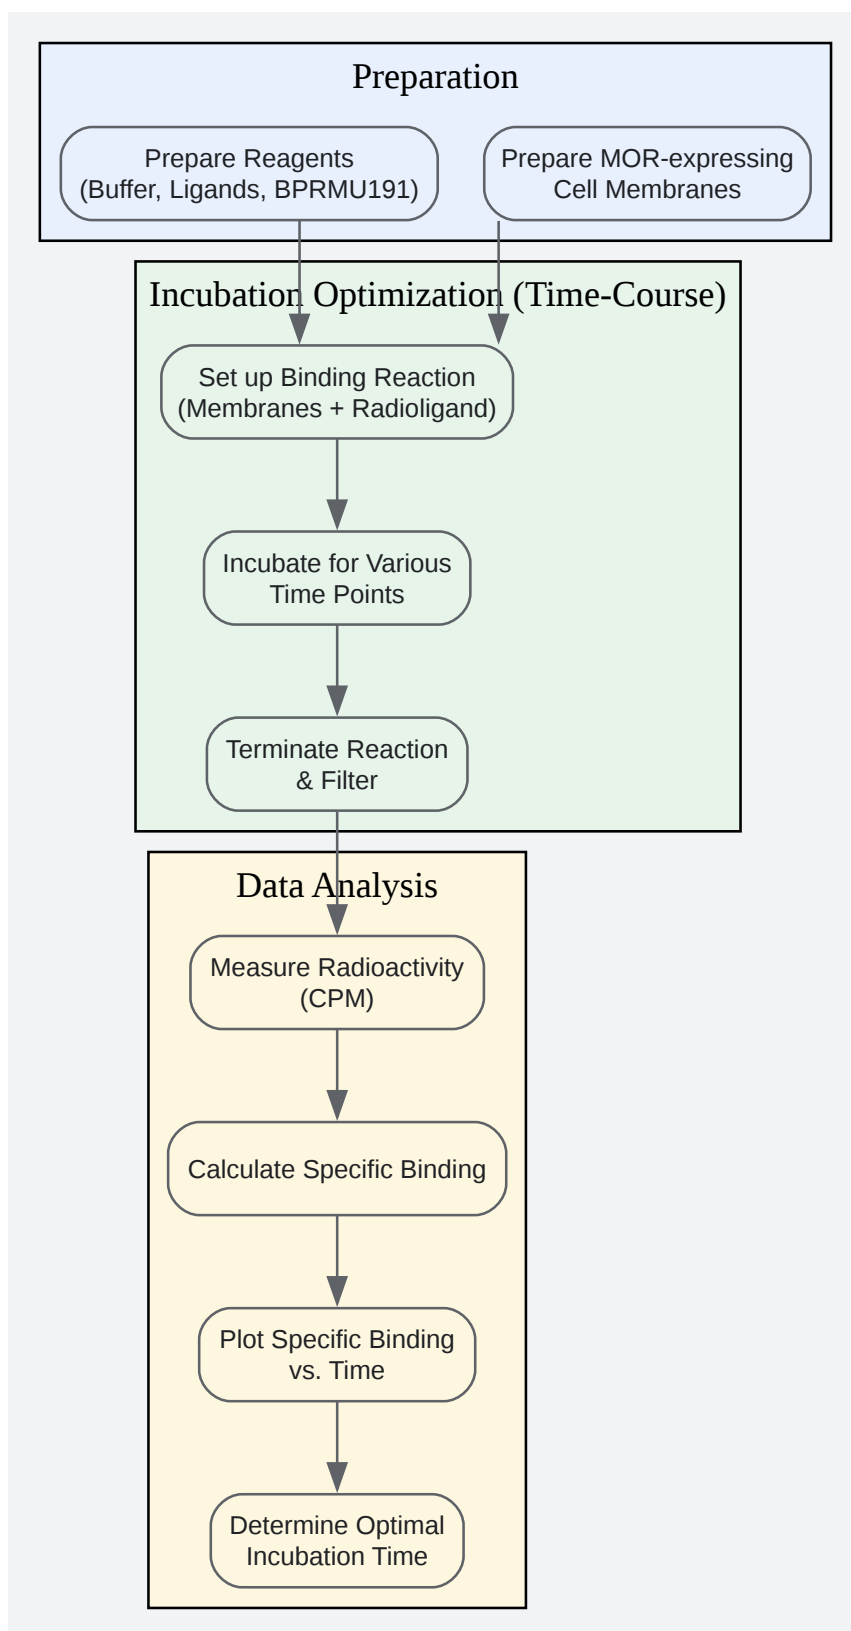 Preparation
Prepare Reagents
(Buffer, Ligands, BPRMU191)
Prepare MOR-expressing
Cell Membranes
Incubation Optimization (Time-Course)
Set up Binding Reaction
(Membranes + Radioligand)
Incubate for Various
Time Points
Terminate Reaction
& Filter
Data Analysis
Measure Radioactivity
(CPM)
Calculate Specific Binding
Plot Specific Binding
vs. Time
Determine Optimal
Incubation Time